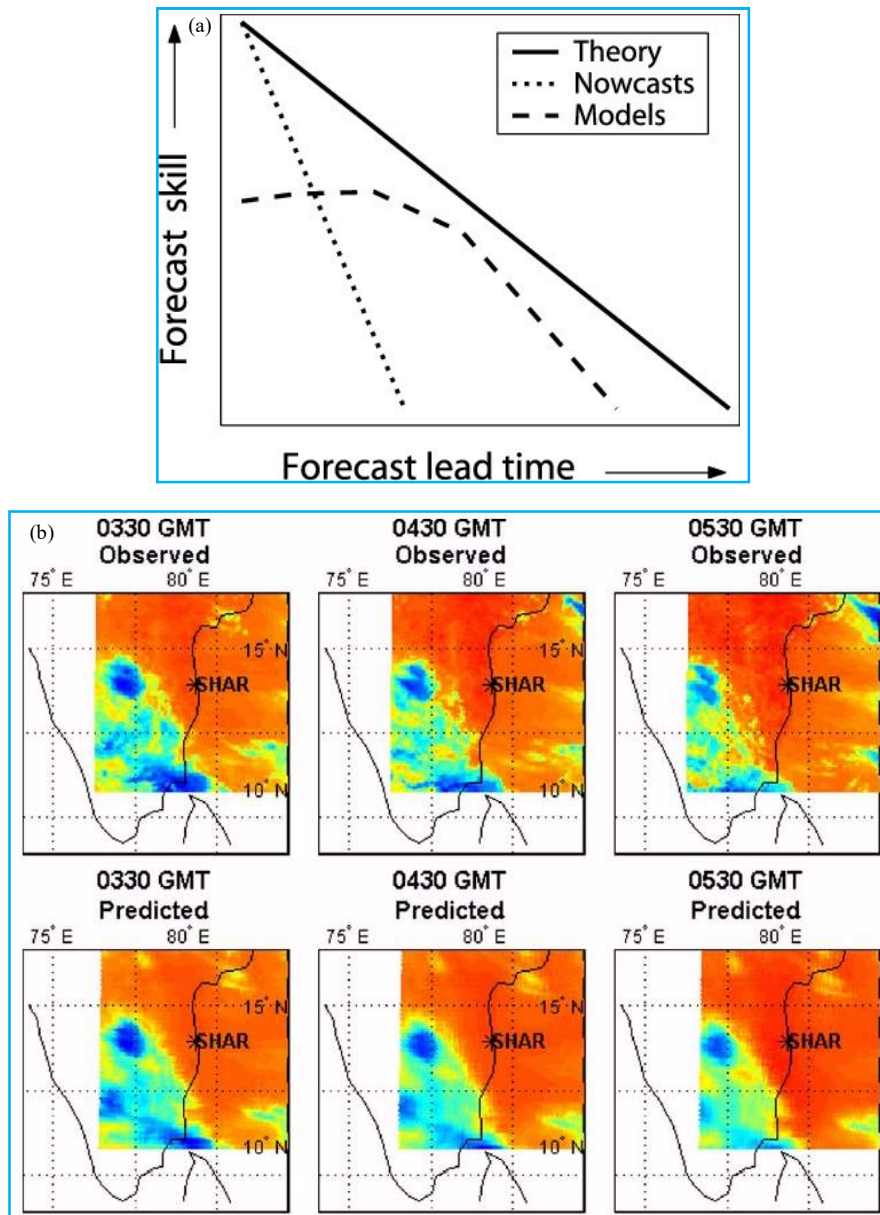 (a)
Theory
Nowcasts
Models
Forecast skill
Forecast lead time
(b)
0330 GMT
Observed
75° E
80° E
15° N
SHAR
10° N
0430 GMT
Observed
75° E
80° E
15° N
SHAR
10° N
0530 GMT
Observed
75° E
80° E
15° N
SHAR
10° N
0330 GMT
Predicted
75° E
80° E
15° N
SHAR
10° N
0430 GMT
Predicted
75° E
80° E
15° N
SHAR
10° N
0530 GMT
Predicted
75° E
80° E
15° N
SHAR
10° N